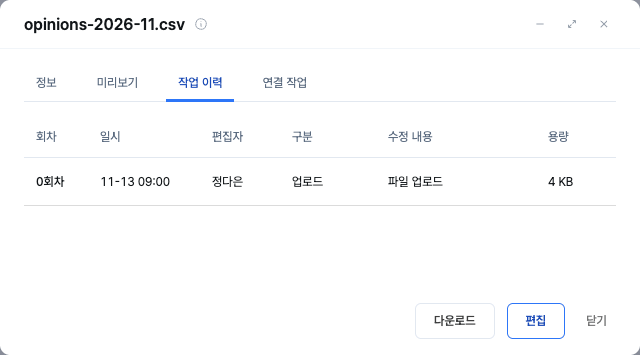 opinions-2026-11.csv
정보 미리보기 작업 이력 연결 작업
회차 일시 편집자 구분 수정 내용 용량
0회차 11-13 09:00 정다은 업로드 파일 업로드 4 KB
다운로드 편집 닫기